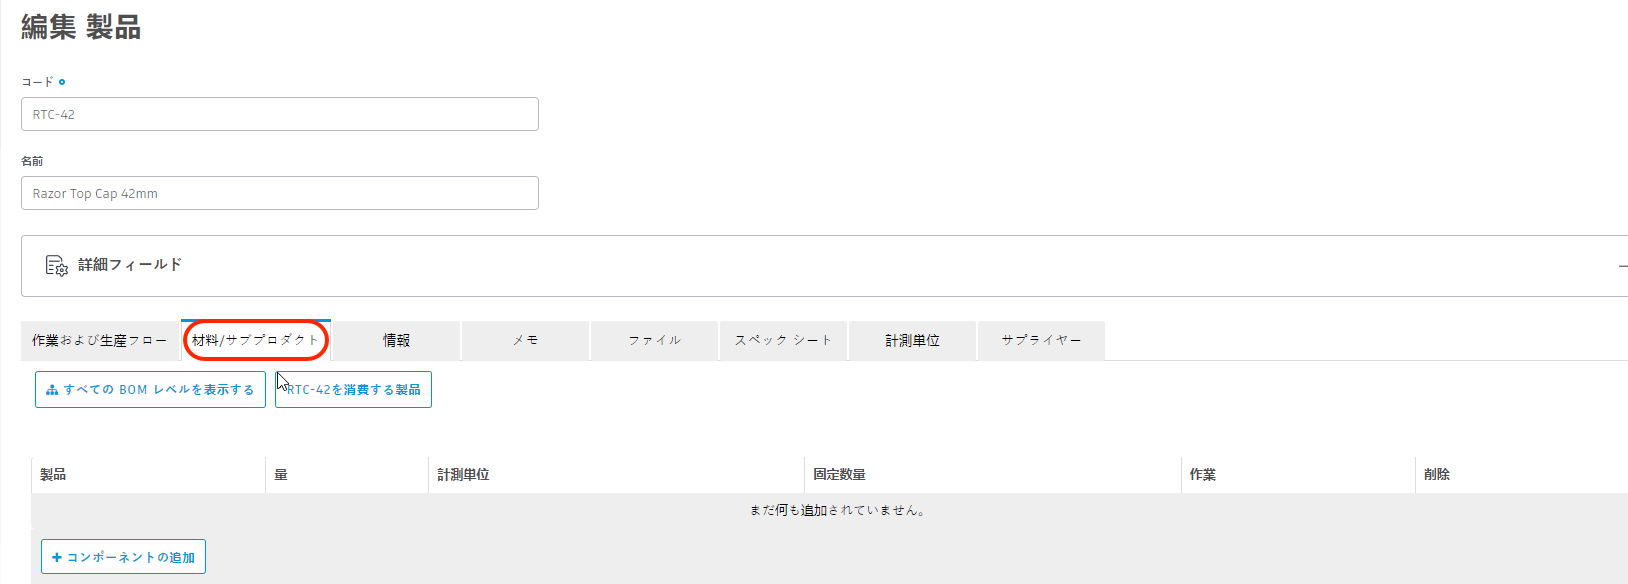 編集 製品
コード
RTC-42
名前
Razor Top Cap 42mm
詳細フィールド
作業および生産フロー 材料/サブプロダクト 情報 メモ ファイル スペック シート 計測単位 サプライヤー
すべての BOM レベルを表示する RTC-42を消費する製品
製品 量 計測単位 固定数量 作業 削除
まだ何も追加されていません。
コンポーネントの追加